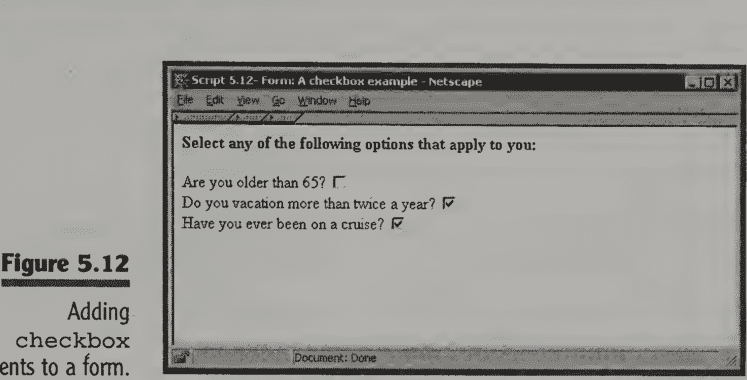 Script 5.12- Form: A checkbox example - Netscape
File Edit View Go Window Help
Select any of the following options that apply to you:
Are you older than 65?
Do you vacation more than twice a year?
Have you ever been on a cruise?
Document: Done
Figure 5.12
Adding
checkbox
ents to a form.